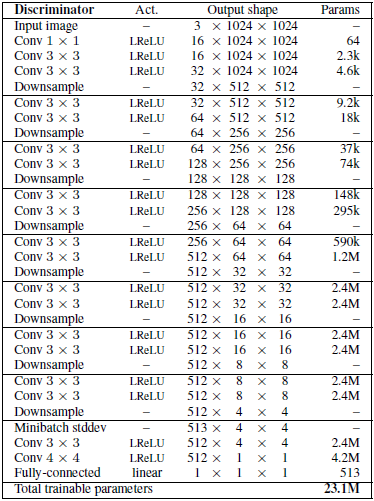 Discriminator Act. Output shape Params
Input image – 3 × 1024 × 1024 –
Conv 1 × 1 LReLU 16 × 1024 × 1024 64
Conv 3 × 3 LReLU 16 × 1024 × 1024 2.3k
Conv 3 × 3 LReLU 32 × 1024 × 1024 4.6k
Downsample – 32 × 512 × 512 –
Conv 3 × 3 LReLU 32 × 512 × 512 9.2k
Conv 3 × 3 LReLU 64 × 512 × 512 18k
Downsample – 64 × 256 × 256 –
Conv 3 × 3 LReLU 64 × 256 × 256 37k
Conv 3 × 3 LReLU 128 × 256 × 256 74k
Downsample – 128 × 128 × 128 –
Conv 3 × 3 LReLU 128 × 128 × 128 148k
Conv 3 × 3 LReLU 256 × 128 × 128 295k
Downsample – 256 × 64 × 64 –
Conv 3 × 3 LReLU 256 × 64 × 64 590k
Conv 3 × 3 LReLU 512 × 64 × 64 1.2M
Downsample – 512 × 32 × 32 –
Conv 3 × 3 LReLU 512 × 32 × 32 2.4M
Conv 3 × 3 LReLU 512 × 32 × 32 2.4M
Downsample – 512 × 16 × 16 –
Conv 3 × 3 LReLU 512 × 16 × 16 2.4M
Conv 3 × 3 LReLU 512 × 16 × 16 2.4M
Downsample – 512 × 8 × 8 –
Conv 3 × 3 LReLU 512 × 8 × 8 2.4M
Conv 3 × 3 LReLU 512 × 8 × 8 2.4M
Downsample – 512 × 4 × 4 –
Minibatch stddev – 513 × 4 × 4 –
Conv 3 × 3 LReLU 512 × 4 × 4 2.4M
Conv 4 × 4 LReLU 512 × 1 × 1 4.2M
Fully-connected linear 1 × 1 × 1 513
Total trainable parameters 23.1M